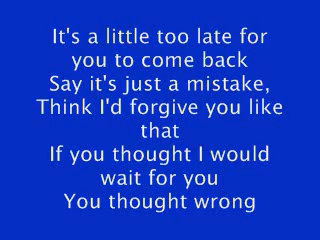 It's a little too late for
you to come back
Say it's just a mistake,
Think I'd forgive you like
that
If you thought I would
wait for you
You thought wrong